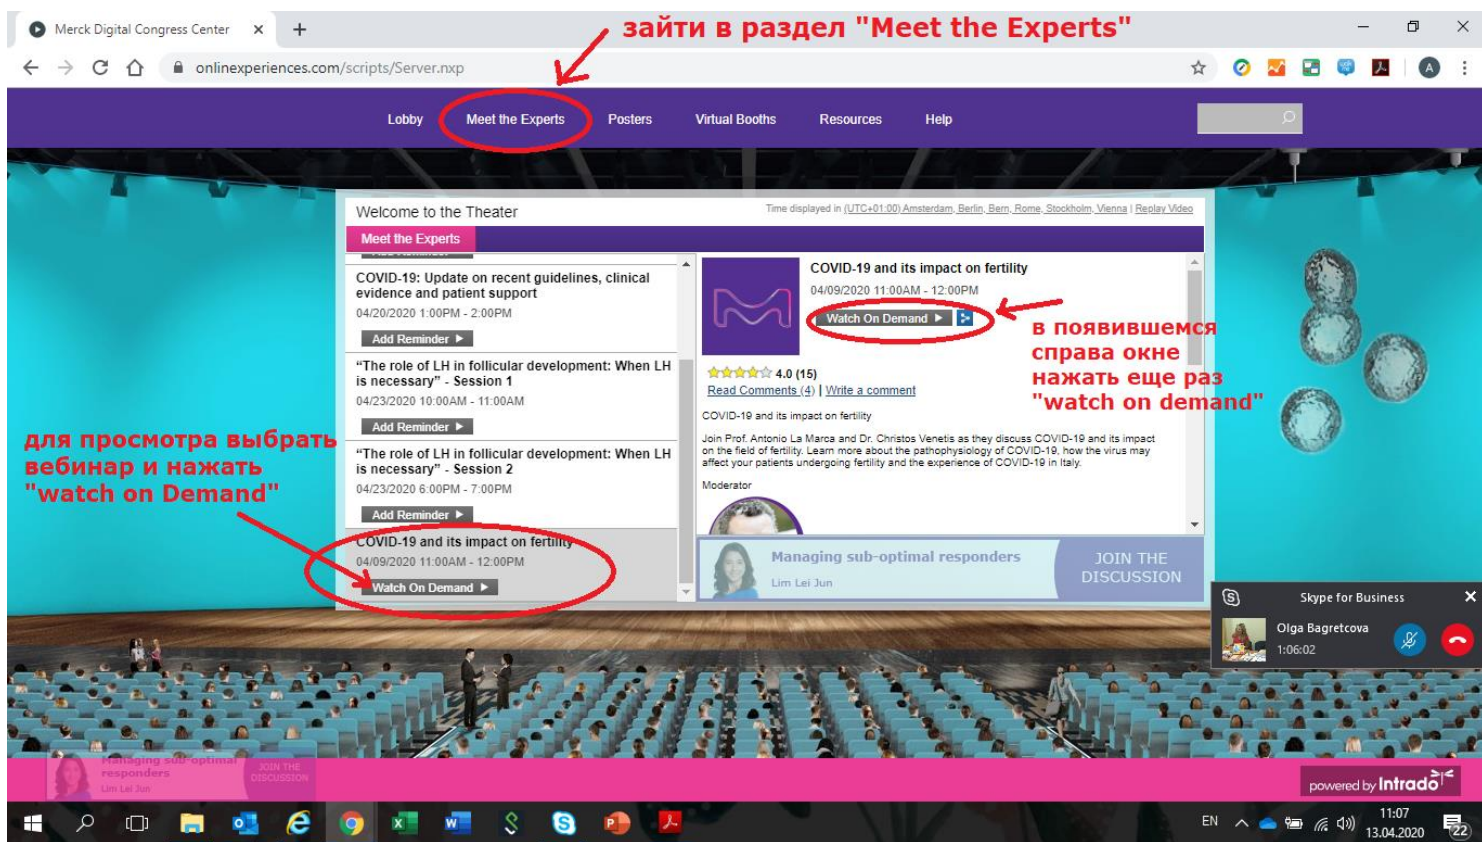 Merck Digital Congress Center
зайти в раздел "Meet the Experts"
onlinexperiences.com/scripts/Server.nxp
A
Lobby
Meet the Experts
Posters
Virtual Booths
Resources
Help
Welcome to the Theater
Time displayed in (UTC+01:00) Amsterdam, Berlin, Bern, Rome, Stockholm, Vienna | Replay Video
Meet the Experts
Add Reminder
COVID-19: Update on recent guidelines, clinical
evidence and patient support
04/20/2020 1:00PM - 2:00PM
Add Reminder
“The role of LH in follicular development: When LH
is necessary” - Session 1
04/23/2020 10:00AM - 11:00AM
Add Reminder
“The role of LH in follicular development: When LH
is necessary” - Session 2
04/23/2020 6:00PM - 7:00PM
Add Reminder
COVID-19 and its impact on fertility
04/09/2020 11:00AM - 12:00PM
Watch On Demand
для просмотра выбрать
вебинар и нажать
"watch on Demand"
COVID-19 and its impact on fertility
04/09/2020 11:00AM - 12:00PM
Watch On Demand
в появившемся
справа окне
нажать еще раз
"watch on demand"
4.0 (15)
Read Comments (4) | Write a comment
COVID-19 and its impact on fertility
Join Prof. Antonio La Marca and Dr. Christos Venetis as they discuss COVID-19 and its impact
on the field of fertility. Learn more about the pathophysiology of COVID-19, how the virus may
affect your patients undergoing fertility and the experience of COVID-19 in Italy.
Moderator
Managing sub-optimal responders
Lim Lei Jun
JOIN THE
DISCUSSION
Skype for Business
Olga Bagretcova
1:06:02
Managing sub-optimal
responders
Lim Lei Jun
JOIN THE
DISCUSSION
powered by Intrado
EN
11:07
13.04.2020
22